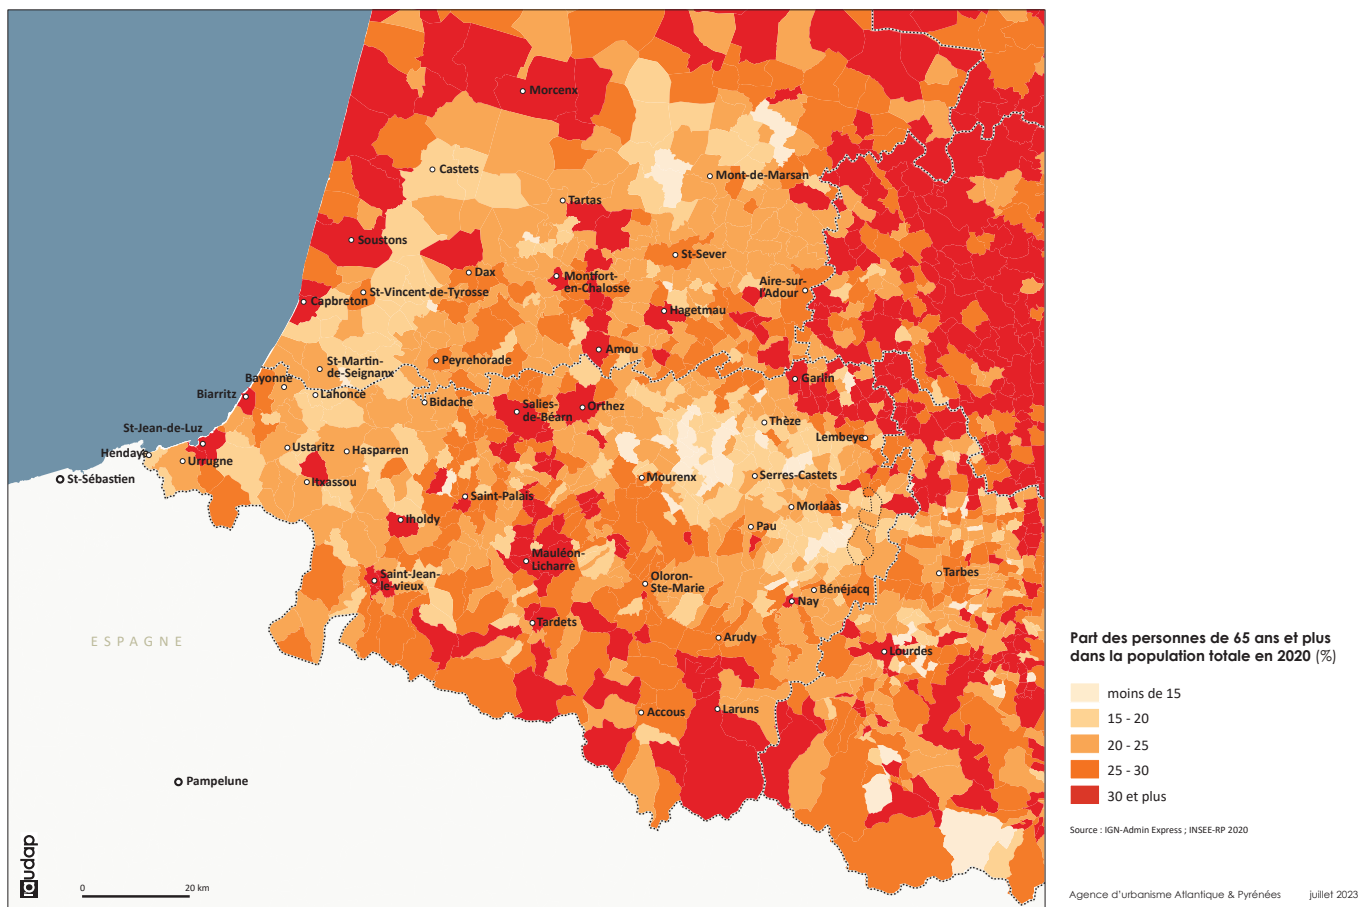 Morcenx
Castets
Mont-de-Marsan
Tartas
Soustons
St-Sever
Dax
Montfort-
en-Chalosse
Aire-sur-
l'Adour
St-Vincent-de-Tyrosse
Capbreton
Hagetmau
Amou
St-Martin-
de-Seignanx
Peyrehorade
Bayonne
Garlin
Biarritz
Lahonce
Bidache
Salies-
de-Béarn
Orthez
Thèze
St-Jean-de-Luz
Lembeye
Hendaye
Urrugne
Ustaritz
Hasparren
St-Sébastien
Itxassou
Mourenx
Serres-Castets
Saint-Palais
Morlaàs
Iholdy
Pau
Mauléon-
Licharre
Saint-Jean-
le-vieux
Oloron-
Ste-Marie
Tarbes
Bénéjacq
Nay
Tardets
ESPAGNE
Arudy
Lourdes
Accous
Laruns
Pampelune
audap
0 20 km
Part des personnes de 65 ans et plus
dans la population totale en 2020 (%)
moins de 15
15 - 20
20 - 25
25 - 30
30 et plus
Source : IGN-Admin Express ; INSEE-RP 2020
Agence d'urbanisme Atlantique & Pyrénées juillet 2023